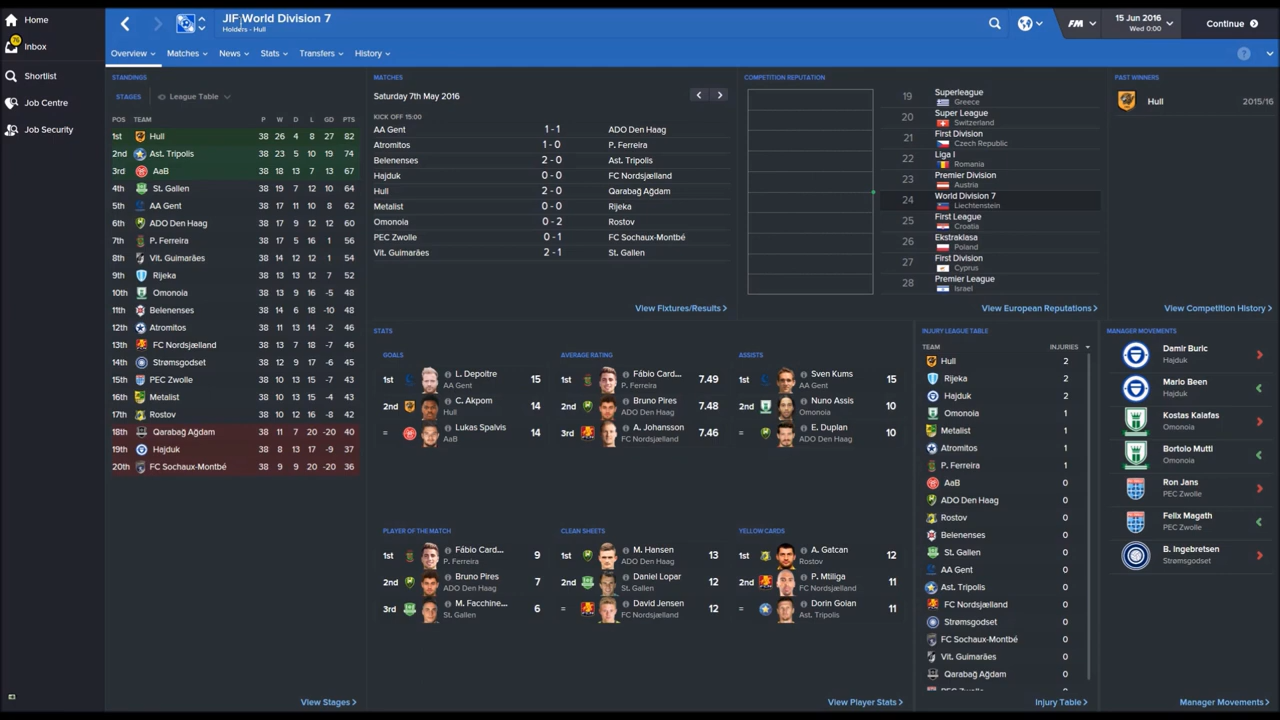 Home
76
Inbox
Shortlist
Job Centre
Job Security
JIF World Division 7
Holders - Hull
FM
15 Jun 2016
Wed 0:00
Continue
Overview
Matches
News
Stats
Transfers
History
?
STANDINGS
STAGES League Table
POS TEAM P W D L GD PTS
1st Hull 38 26 4 8 27 82
2nd Ast. Tripolis 38 23 5 10 19 74
3rd AaB 38 18 13 7 13 67
4th St. Gallen 38 19 7 12 10 64
5th AA Gent 38 17 11 10 8 62
6th ADO Den Haag 38 17 9 12 12 60
7th P. Ferreira 38 17 5 16 1 56
8th Vit. Guimarães 38 14 12 12 1 54
9th Rijeka 38 13 13 12 7 52
10th Omonoia 38 13 9 16 -5 48
11th Belenenses 38 14 6 18 -10 48
12th Atromitos 38 11 13 14 -2 46
13th FC Nordsjælland 38 13 7 18 -4 46
14th Strømsgodset 38 12 9 17 -6 45
15th PEC Zwolle 38 10 13 15 -7 43
16th Metalist 38 10 13 15 -4 43
17th Rostov 38 10 12 16 -8 42
18th Qarabağ Ağdam 38 11 7 20 -20 40
19th Hajduk 38 8 13 17 -9 37
20th FC Sochaux-Montbé 38 9 9 20 -20 36
View Stages
MATCHES
Saturday 7th May 2016
KICK OFF 15:00
AA Gent 1 - 1 ADO Den Haag
Atromitos 1 - 0 P. Ferreira
Belenenses 2 - 0 Ast. Tripolis
Hajduk 0 - 0 FC Nordsjælland
Hull 2 - 0 Qarabağ Ağdam
Metalist 0 - 0 Rijeka
Omonoia 0 - 2 Rostov
PEC Zwolle 0 - 1 FC Sochaux-Montbé
Vit. Guimarães 2 - 1 St. Gallen
View Fixtures/Results
COMPETITION REPUTATION
19 Superleague
Greece
20 Super League
Switzerland
21 First Division
Czech Republic
22 Liga I
Romania
23 Premier Division
Austria
24 World Division 7
Liechtenstein
25 First League
Croatia
26 Ekstraklasa
Poland
27 First Division
Cyprus
28 Premier League
Israel
View European Reputations
PAST WINNERS
Hull 2015/16
View Competition History
STATS
GOALS
1st L. Depoitre 15
AA Gent
2nd C. Akpom 14
Hull
= Lukas Spalvis 14
AaB
AVERAGE RATING
1st Fábio Card... 7.49
P. Ferreira
2nd Bruno Pires 7.48
ADO Den Haag
3rd A. Johansson 7.46
FC Nordsjælland
ASSISTS
1st Sven Kums 15
AA Gent
2nd Nuno Assis 10
Omonoia
= E. Duplan 10
ADO Den Haag
PLAYER OF THE MATCH
1st Fábio Card... 9
P. Ferreira
2nd Bruno Pires 7
ADO Den Haag
3rd M. Facchine... 6
St. Gallen
CLEAN SHEETS
1st M. Hansen 13
ADO Den Haag
2nd Daniel Lopar 12
St. Gallen
= David Jensen 12
FC Nordsjælland
YELLOW CARDS
1st A. Gatcan 12
Rostov
2nd P. Mtiliga 11
FC Nordsjælland
= Dorin Goian 11
Ast. Tripolis
View Player Stats
INJURY LEAGUE TABLE
TEAM INJURIES
Hull 2
Rijeka 2
Hajduk 2
Omonoia 1
Metalist 1
Atromitos 1
P. Ferreira 1
AaB 0
ADO Den Haag 0
Rostov 0
Belenenses 0
St. Gallen 0
AA Gent 0
Ast. Tripolis 0
FC Nordsjælland 0
Strømsgodset 0
FC Sochaux-Montbé 0
Vit. Guimarães 0
Qarabağ Ağdam 0
PEC Zwolle 0
Injury Table
MANAGER MOVEMENTS
Damir Buric
Hajduk
Mario Been
Hajduk
Kostas Kaiafas
Omonoia
Bortolo Mutti
Omonoia
Ron Jans
PEC Zwolle
Felix Magath
PEC Zwolle
B. Ingebretsen
Strømsgodset
Manager Movements